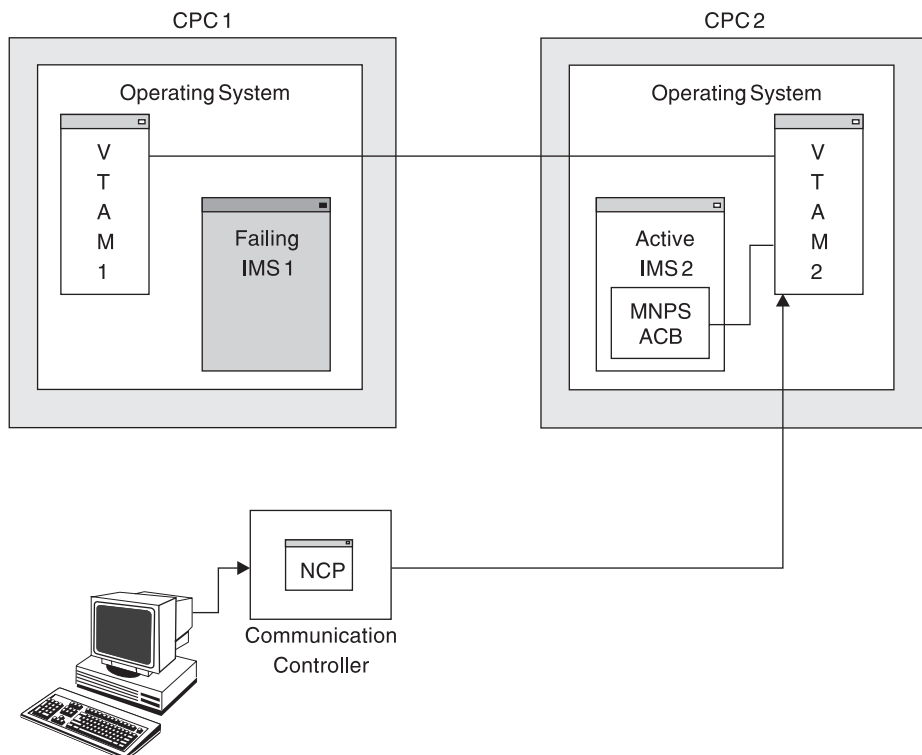 CPC 1
CPC 2
Operating System
V
T
A
M
1
Failing
IMS 1
Operating System
Active
IMS 2
MNPS
ACB
V
T
A
M
2
NCP
Communication
Controller